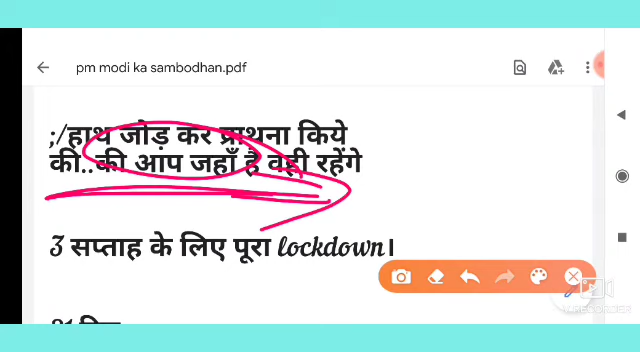 pm modi ka sambodhan.pdf
;/हाथ जोड़ कर प्राथना किये
की..की आप जहाँ है वही रहेंगे
3 सप्ताह के लिए पूरा lockdown।